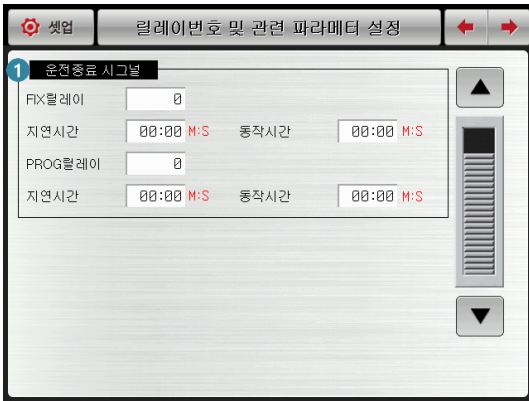 셋업 릴레이번호 및 관련 파라메터 설정
1 운전종료 시그널
FIX릴레이 0
지연시간 00:00 M:S 동작시간 00:00 M:S
PROG릴레이 0
지연시간 00:00 M:S 동작시간 00:00 M:S